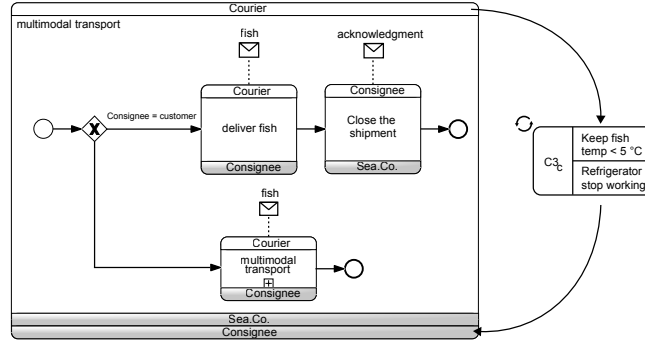 Courier
multimodal transport
fish
acknowledgment
Courier
Consignee
Consignee = customer
deliver fish
Close the
shipment
Consignee
Sea.Co.
Keep fish
temp < 5 °C
C3c
Refrigerator
stop working
fish
Courier
multimodal
transport
Consignee
Sea.Co.
Consignee